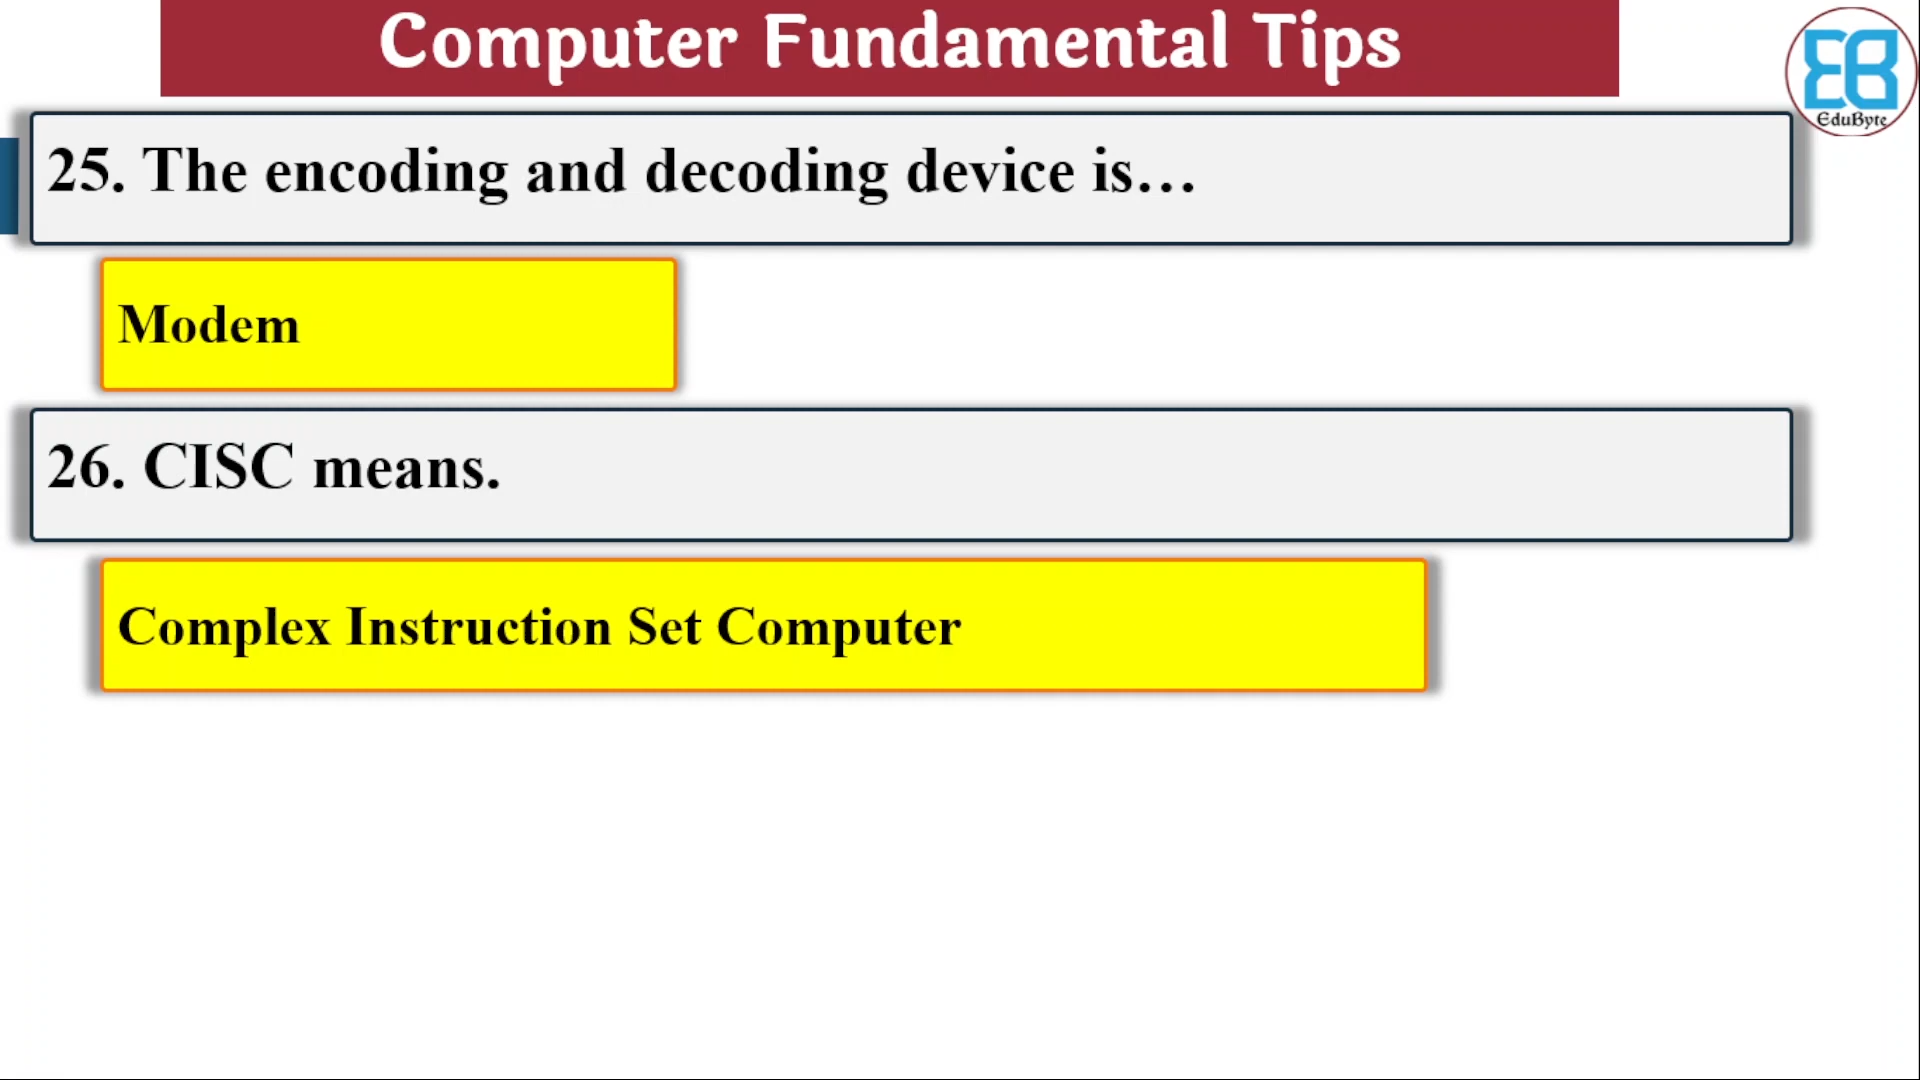 Computer Fundamental Tips
EduByte
25. The encoding and decoding device is…
Modem
26. CISC means.
Complex Instruction Set Computer